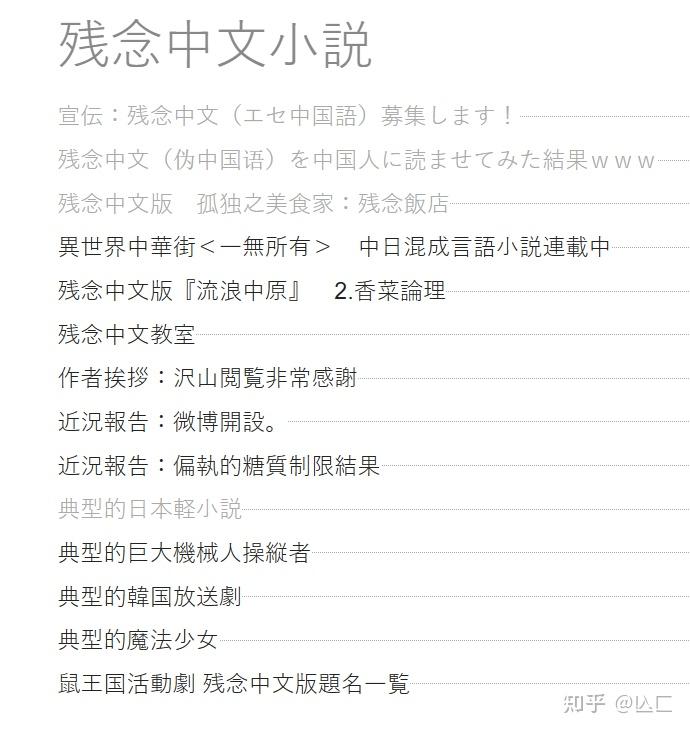 残念中文小説
宣伝：残念中文（エセ中国語）募集します！
残念中文（伪中国语）を中国人に読ませてみた結果ｗｗｗ
残念中文版　孤独之美食家：残念飯店
異世界中華街＜一無所有＞　中日混成言語小説連載中
残念中文版『流浪中原』　2.香菜論理
残念中文教室
作者挨拶：沢山閲覧非常感謝
近況報告：微博開設。
近況報告：偏執的糖質制限結果
典型的日本軽小説
典型的巨大機械人操縦者
典型的韓国放送劇
典型的魔法少女
鼠王国活動劇 残念中文版題名一覧
知乎